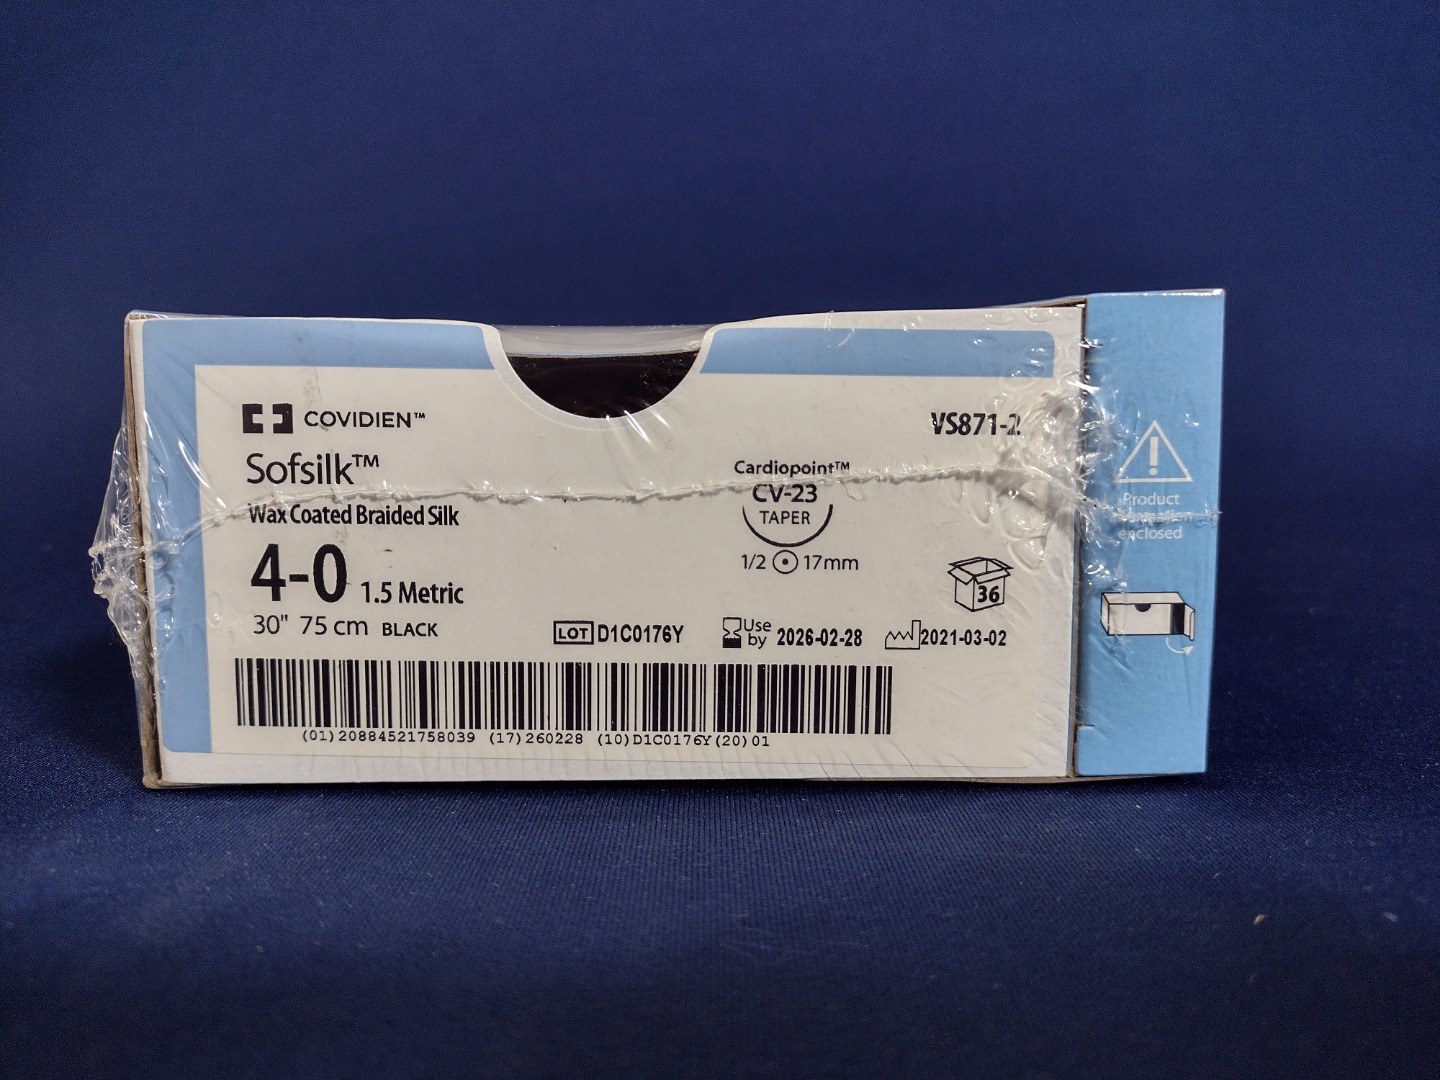 COVIDIEN™
VS871-2
Sofsilk™
Wax Coated Braided Silk
Cardiopoint™
CV-23
TAPER
1/2 17mm
4-0 1.5 Metric
30" 75 cm BLACK
36
LOT D1C0176Y
Use by 2026-02-28
2021-03-02
(01)20884521758039 (17)260228 (10)D1C0176Y(20)01
!
Product
enclosed